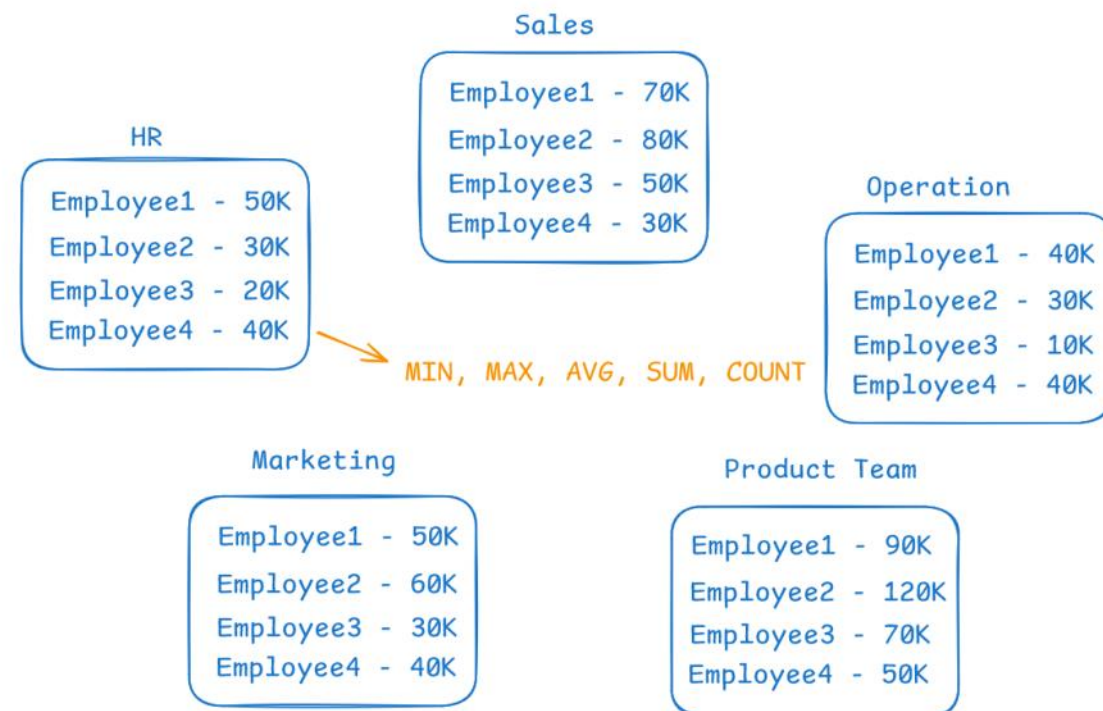 Sales
Employee1 - 70K
Employee2 - 80K
Employee3 - 50K
Employee4 - 30K
HR
Employee1 - 50K
Employee2 - 30K
Employee3 - 20K
Employee4 - 40K
Operation
Employee1 - 40K
Employee2 - 30K
Employee3 - 10K
Employee4 - 40K
MIN, MAX, AVG, SUM, COUNT
Marketing
Employee1 - 50K
Employee2 - 60K
Employee3 - 30K
Employee4 - 40K
Product Team
Employee1 - 90K
Employee2 - 120K
Employee3 - 70K
Employee4 - 50K